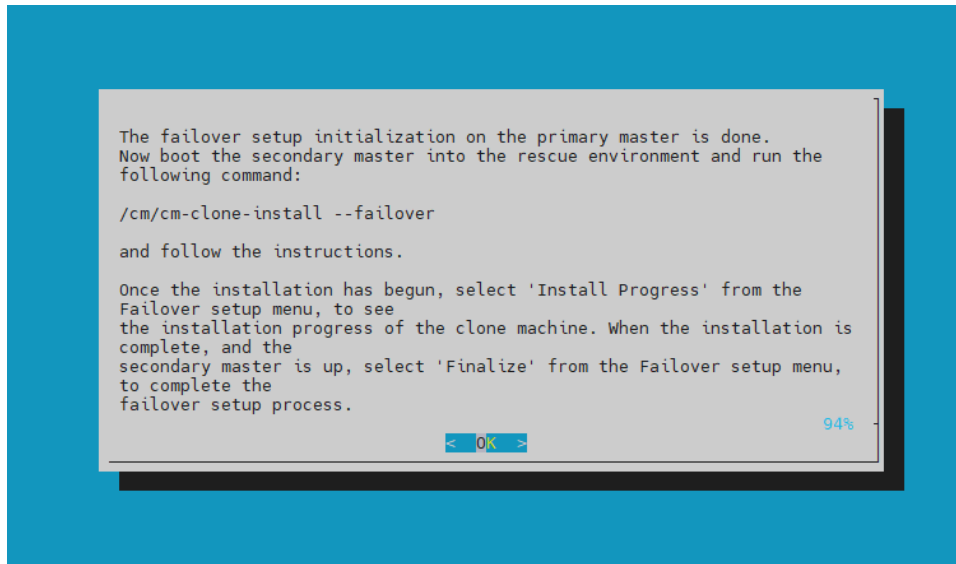 The failover setup initialization on the primary master is done.
Now boot the secondary master into the rescue environment and run the
following command:
/cm/cm-clone-install --failover
and follow the instructions.
Once the installation has begun, select 'Install Progress' from the
Failover setup menu, to see
the installation progress of the clone machine. When the installation is
complete, and the
secondary master is up, select 'Finalize' from the Failover setup menu,
to complete the
failover setup process.
94%
< OK >